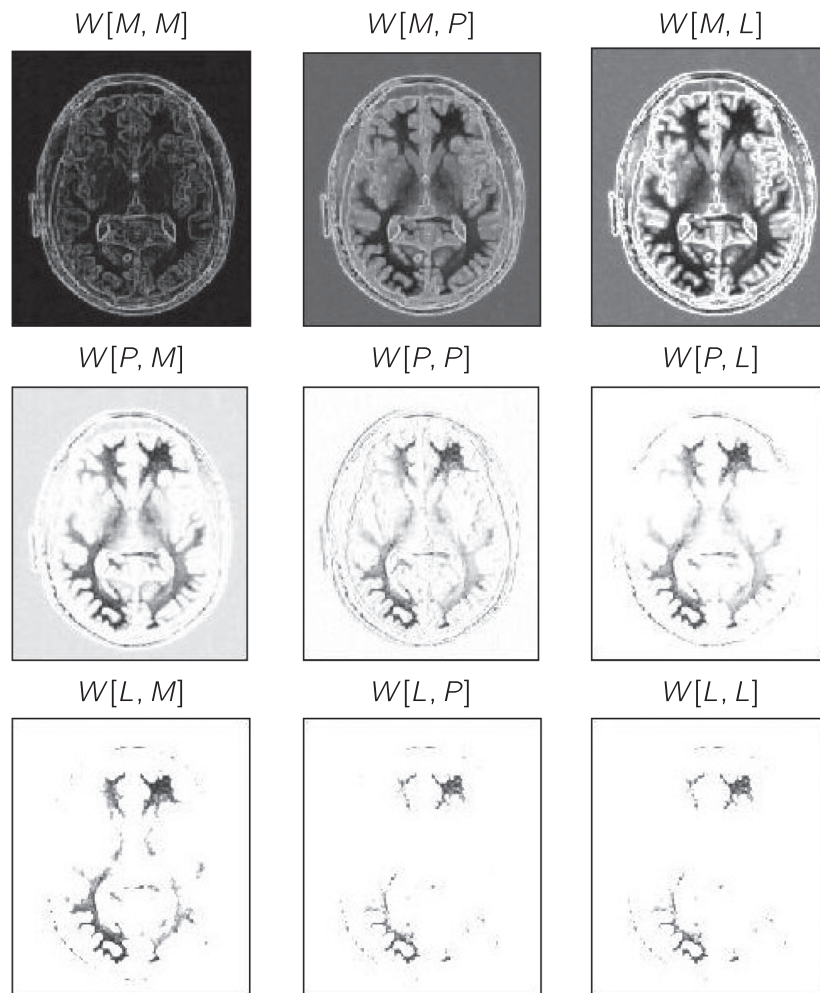 W[M, M] W[M, P] W[M, L]
W[P, M] W[P, P] W[P, L]
W[L, M] W[L, P] W[L, L]